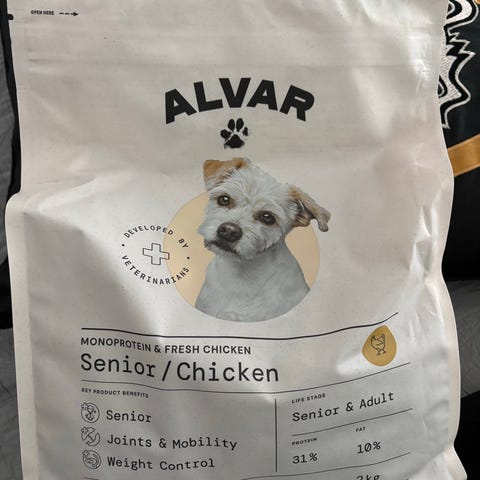 OPEN HERE
ALVAR
DEVELOPED BY
VETERINARIANS
MONOPROTEIN & FRESH CHICKEN
Senior/Chicken
KEY PRODUCT BENEFITS
Senior
Joints & Mobility
Weight Control
LIFE STAGE
Senior & Adult
PROTEIN
FAT
31%
10%
2kg